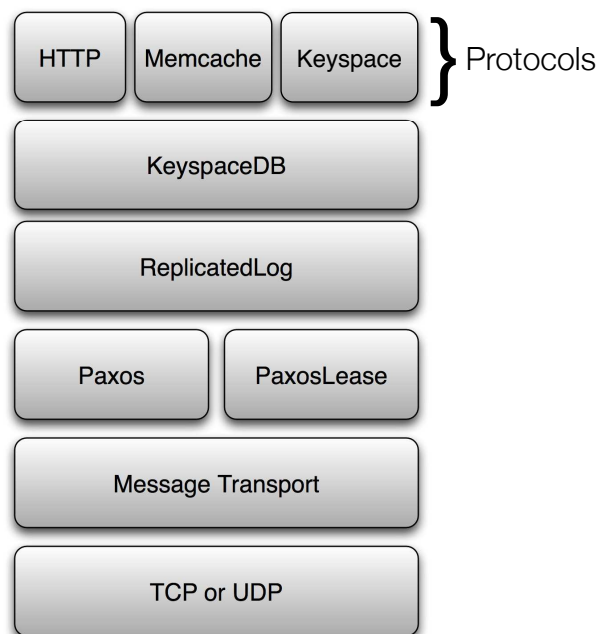 HTTP Memcache Keyspace } Protocols
KeyspaceDB
ReplicatedLog
Paxos PaxosLease
Message Transport
TCP or UDP